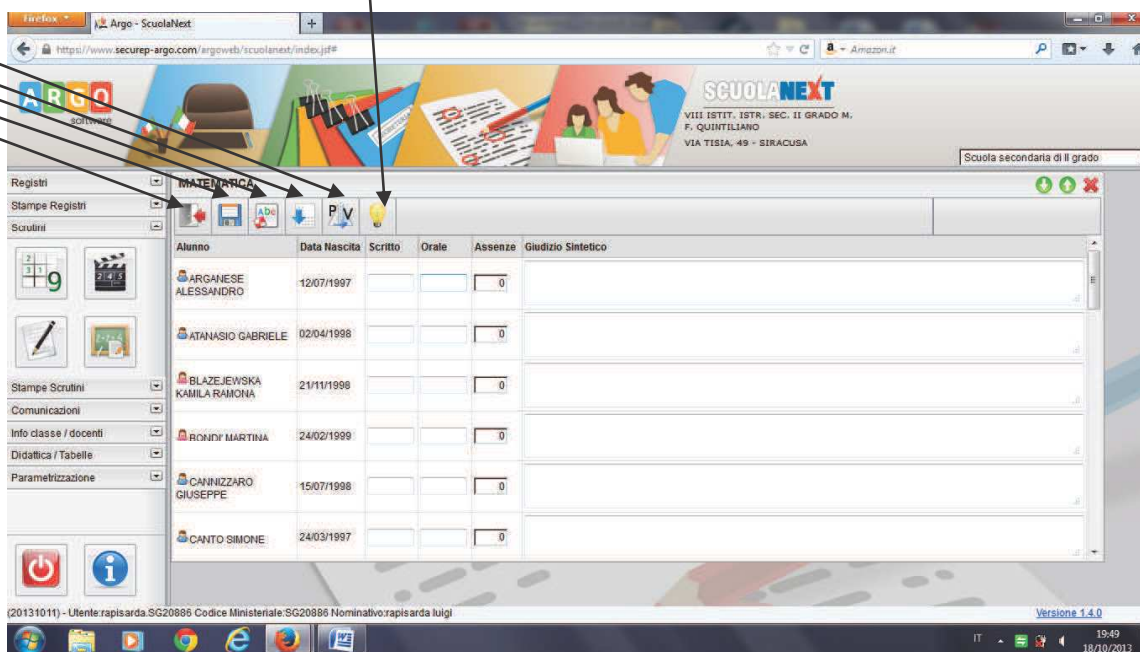 Firefox
Argo - ScuolaNext
https://www.securep-argo.com/argoweb/scuolanext/index.jsf#
a - Amazon.it
ARGO
software
SCUOLANEXT
VIII ISTIT. ISTR. SEC. II GRADO M.
F. QUINTILIANO
VIA TISIA, 49 - SIRACUSA
Scuola secondaria di II grado
Registri
Stampe Registri
Scrutini
Stampe Scrutini
Comunicazioni
Info classe / docenti
Didattica / Tabelle
Parametrizzazione
MATEMATICA
Abc
P V
Alunno Data Nascita Scritto Orale Assenze Giudizio Sintetico
ARGANESE ALESSANDRO 12/07/1997 0
ATANASIO GABRIELE 02/04/1998 0
BLAZEJEWSKA KAMILA RAMONA 21/11/1998 0
BONDI' MARTINA 24/02/1999 0
CANNIZZARO GIUSEPPE 15/07/1998 0
CANTO SIMONE 24/03/1997 0
(20131011) - Utente:rapisarda.SG20886 Codice Ministeriale:SG20886 Nominativo:rapisarda luigi
Versione 1.4.0
IT
19:49
18/10/2013